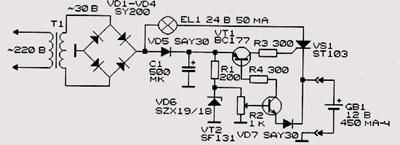 ~30 В
VD1-VD4
SY200
T1
~220 В
EL1 24 В 50 МА
VD5 SAY30
VT1
BC177
R3 300
VS1
ST103
C1
500
МК
R1
200
R4 300
VD6
SZX19/18
R2
1 К
VT2
SF131
VD7 SAY30
GB1
12 В
450 МА-Ч